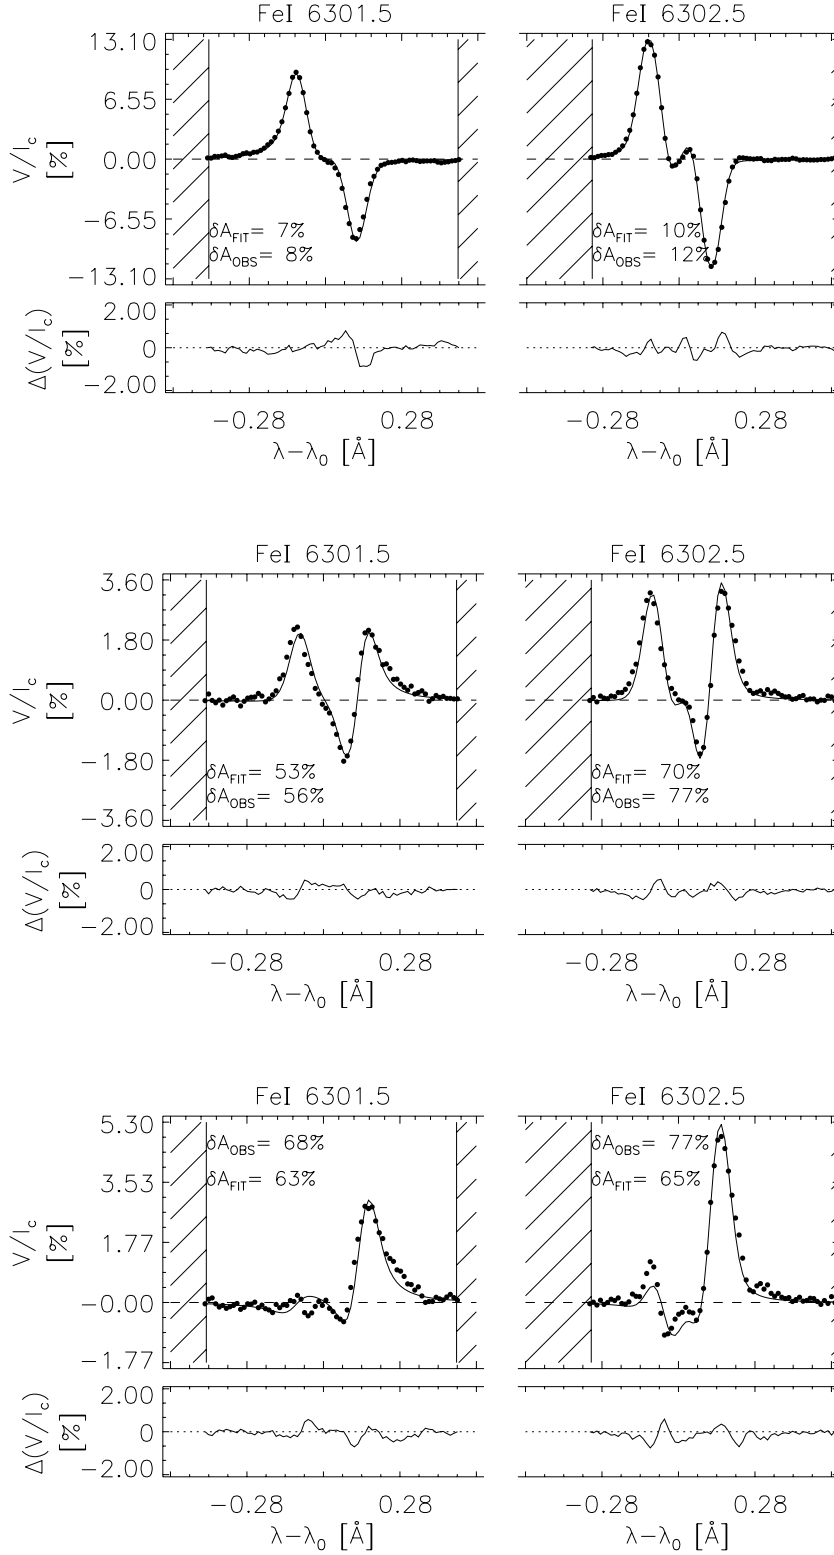 FeI 6301.5 FeI 6302.5
13.10
6.55
0.00
−6.55
−13.10
V/I_c [%]
δA_FIT= 7%
δA_OBS= 8%
δA_FIT= 10%
δA_OBS= 12%
2.00
0
−2.00
Δ(V/I_c) [%]
−0.28 0.28 −0.28 0.28
λ−λ_0 [Å] λ−λ_0 [Å]
FeI 6301.5 FeI 6302.5
3.60
1.80
0.00
−1.80
−3.60
V/I_c [%]
δA_FIT= 53%
δA_OBS= 56%
δA_FIT= 70%
δA_OBS= 77%
2.00
0
−2.00
Δ(V/I_c) [%]
−0.28 0.28 −0.28 0.28
λ−λ_0 [Å] λ−λ_0 [Å]
FeI 6301.5 FeI 6302.5
5.30
3.53
1.77
−0.00
−1.77
V/I_c [%]
δA_OBS= 68%
δA_FIT= 63%
δA_OBS= 77%
δA_FIT= 65%
2.00
0
−2.00
Δ(V/I_c) [%]
−0.28 0.28 −0.28 0.28
λ−λ_0 [Å] λ−λ_0 [Å]